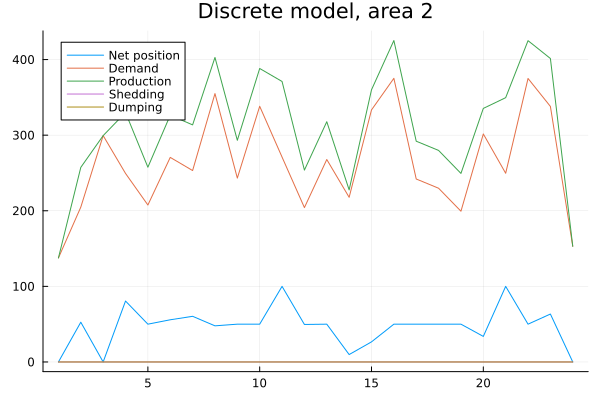 Discrete model, area 2
Net position
Demand
Production
Shedding
Dumping
400
300
200
100
0
5
10
15
20